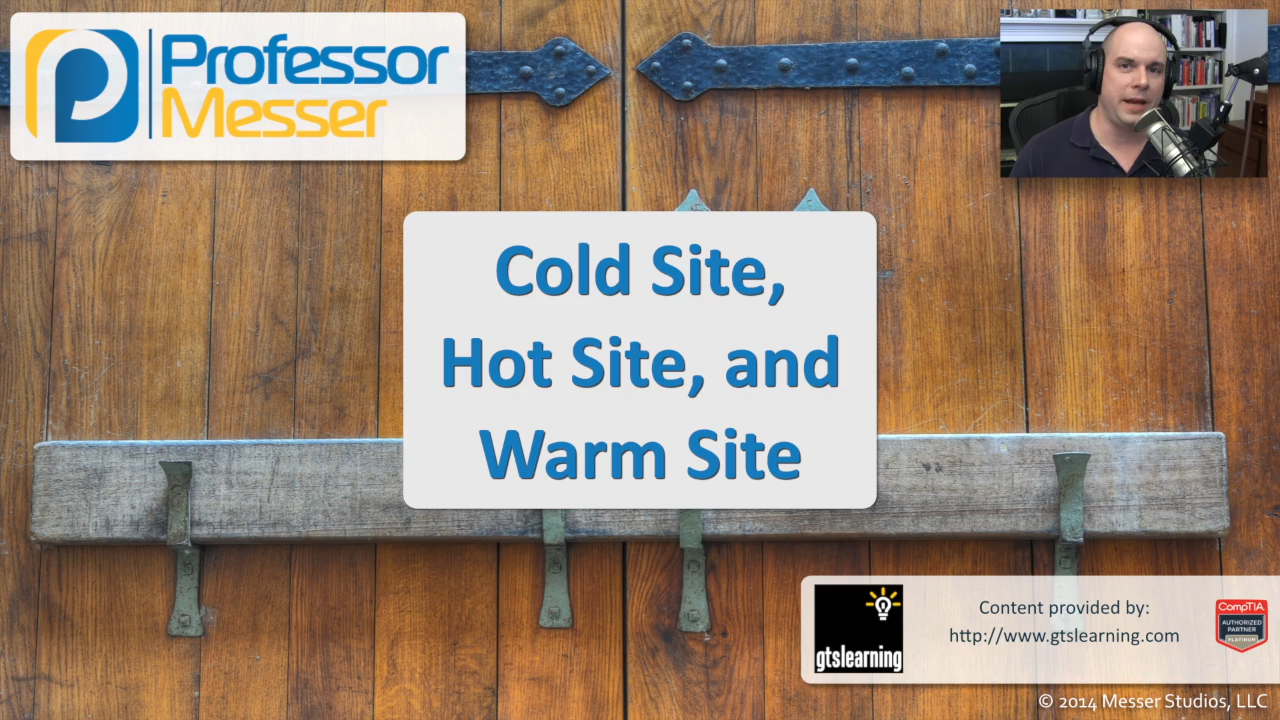 Professor
Messer
Cold Site,
Hot Site, and
Warm Site
gtslearning
Content provided by:
http://www.gtslearning.com
CompTIA
AUTHORIZED
PARTNER
PLATINUM
© 2014 Messer Studios, LLC